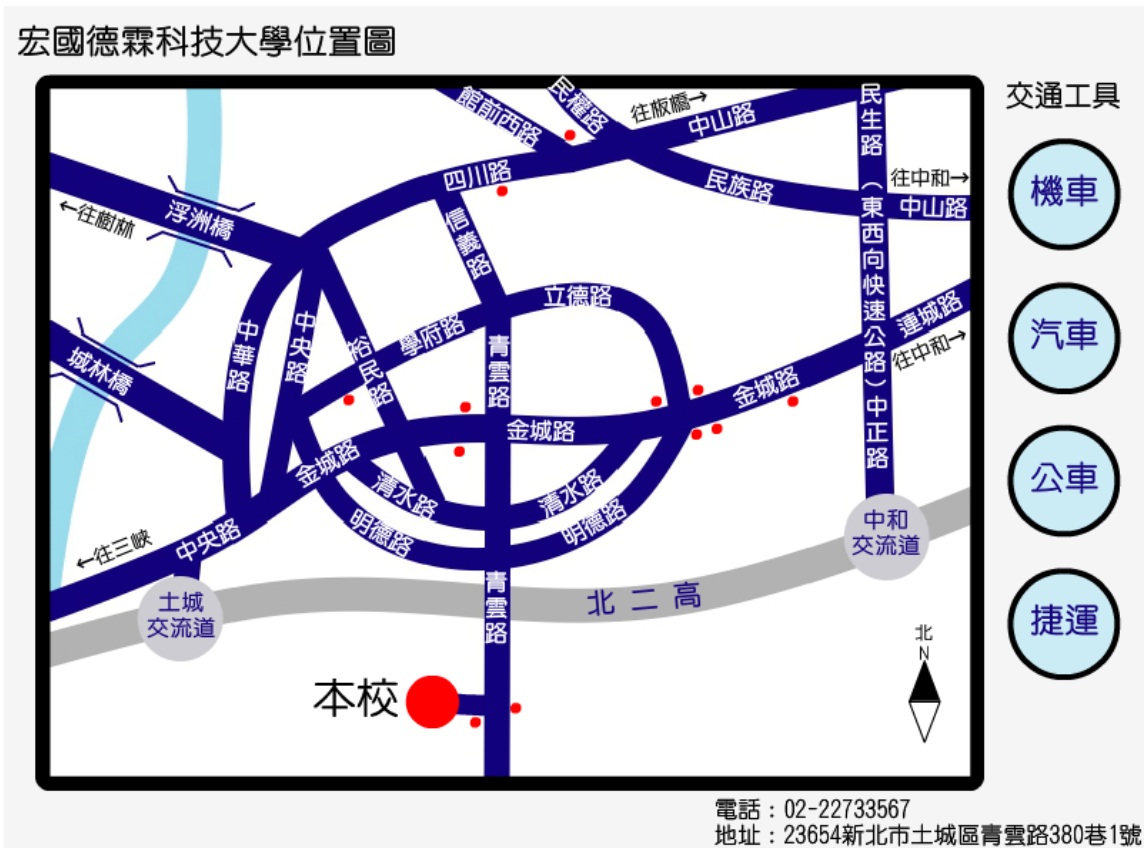 宏國德霖科技大學位置圖
交通工具
機車
汽車
公車
捷運
館前西路
民權路
往板橋→
中山路
民生路（東西向快速公路）中正路
四川路
民族路
往中和→
中山路
←往樹林
浮洲橋
信義路
立德路
學府路
青雲路
中華路
中央路
裕民路
城林橋
連城路
往中和→
金城路
金城路
金城路
清水路
清水路
明德路
明德路
中央路
←往三峽
土城
交流道
中和
交流道
北二高
青雲路
本校
北
N
電話：02-22733567
地址：23654新北市土城區青雲路380巷1號